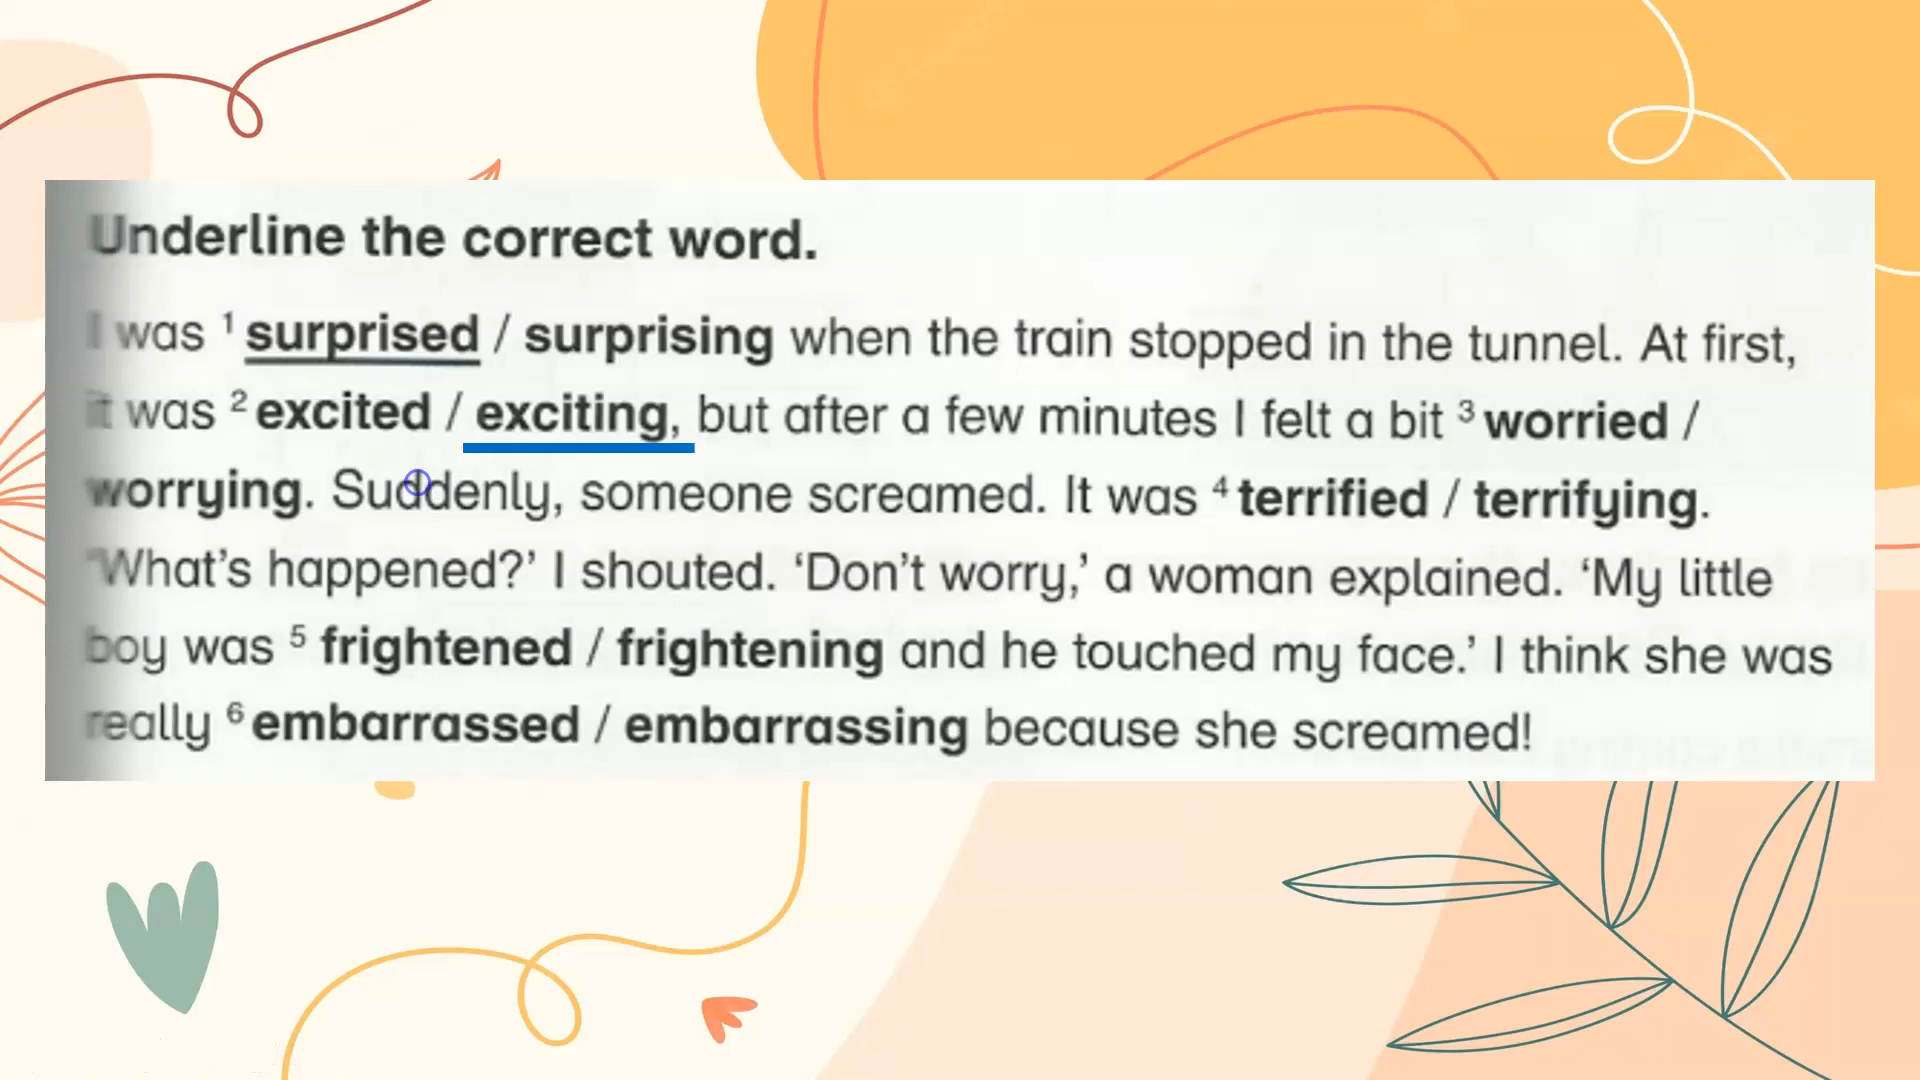 Underline the correct word.
I was ¹ surprised / surprising when the train stopped in the tunnel. At first,
it was ² excited / exciting, but after a few minutes I felt a bit ³ worried /
worrying. Suddenly, someone screamed. It was ⁴ terrified / terrifying.
‘What’s happened?’ I shouted. ‘Don’t worry,’ a woman explained. ‘My little
boy was ⁵ frightened / frightening and he touched my face.’ I think she was
really ⁶ embarrassed / embarrassing because she screamed!